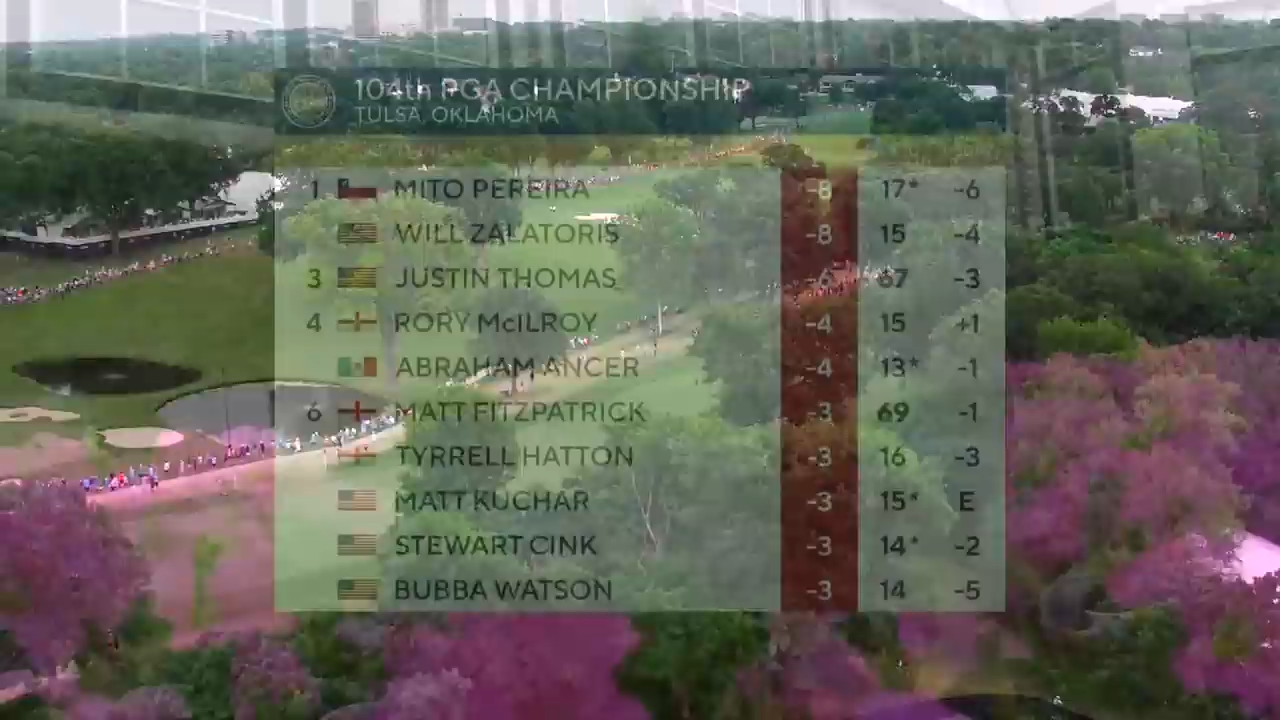 104th PGA CHAMPIONSHIP
TULSA, OKLAHOMA
1 MITO PEREIRA -8 17* -6
WILL ZALATORIS -8 15 -4
3 JUSTIN THOMAS -6 67 -3
4 RORY McILROY -4 15 +1
ABRAHAM ANCER -4 13* -1
6 MATT FITZPATRICK -3 69 -1
TYRRELL HATTON -3 16 -3
MATT KUCHAR -3 15* E
STEWART CINK -3 14* -2
BUBBA WATSON -3 14 -5